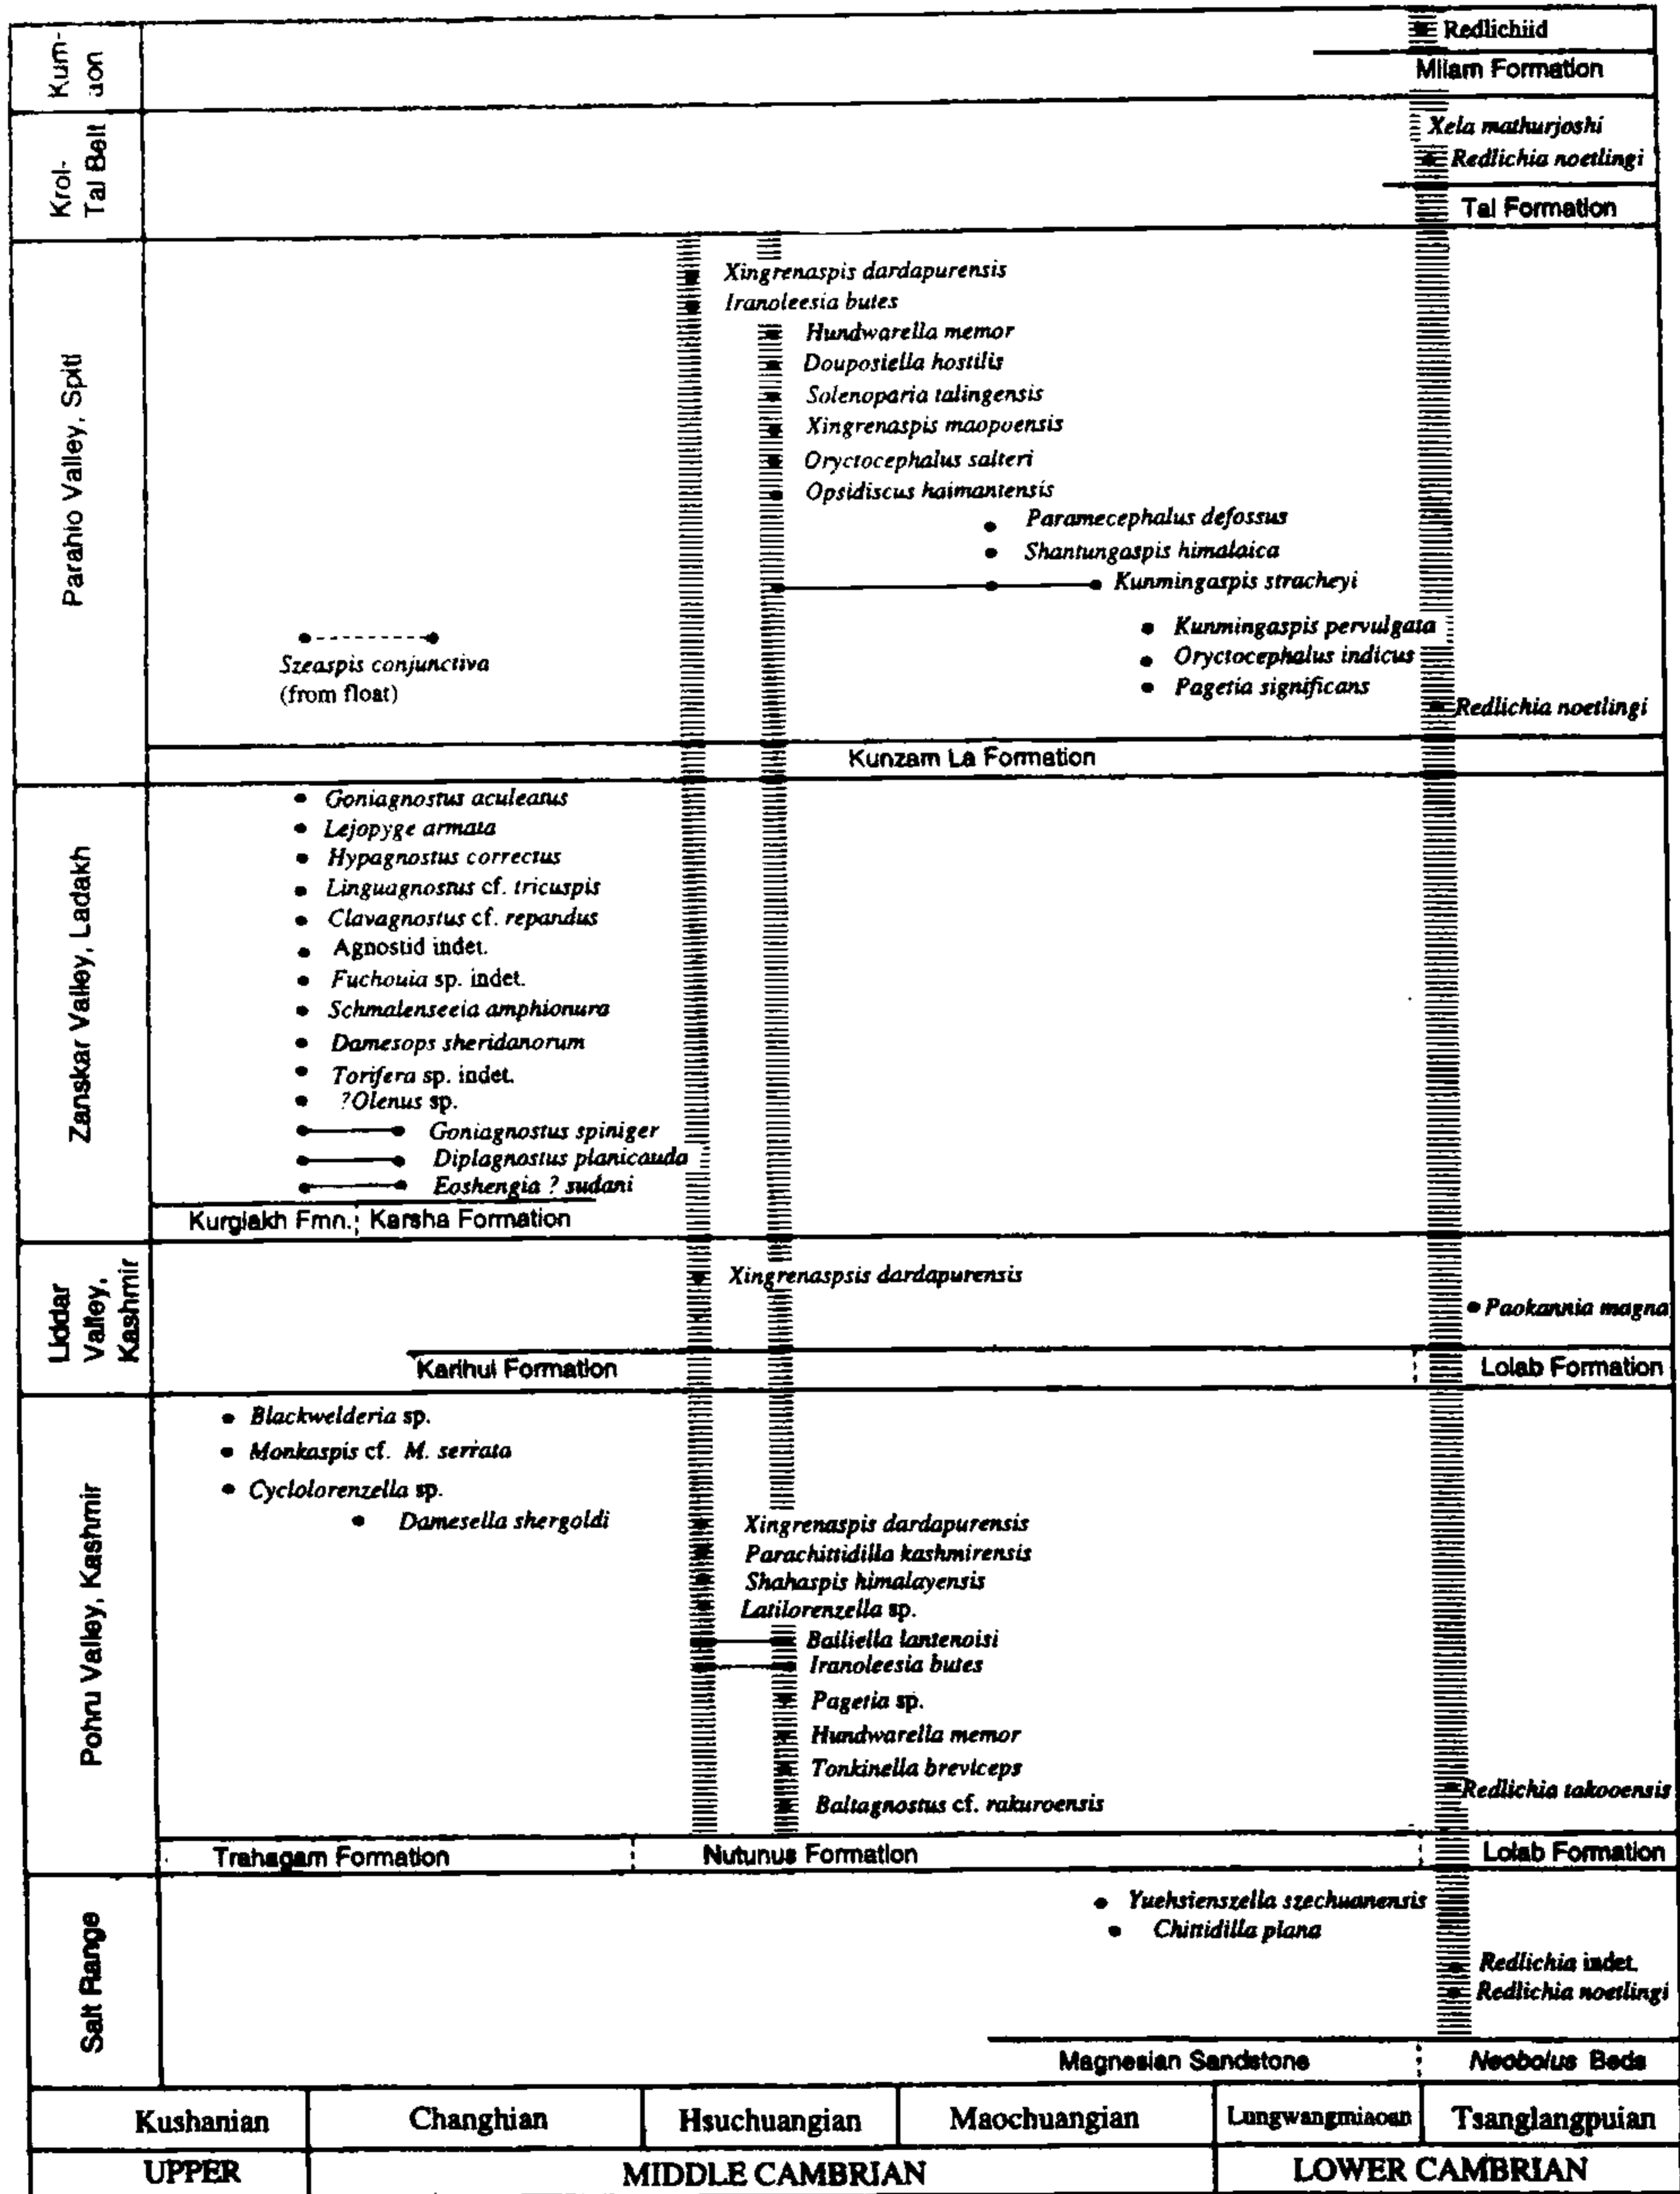 Kum-
aon
Redlichiid
Milam Formation
Krol-
Tal Belt
Xela mathurjoshi
Redlichia noetlingi
Tal Formation
Parahio Valley, Spiti
Xingrenaspis dardapurensis
Iranoleesia butes
Hundwarella memor
Douposiella hostilis
Solenoparia talingensis
Xingrenaspis maopoensis
Oryctocephalus salteri
Opsidiscus haimantensis
Paramecephalus defossus
Shantungaspis himalaica
Kunmingaspis stracheyi
Kunmingaspis pervulgata
Szeaspis conjunctiva
(from float)
Oryctocephalus indicus
Pagetia significans
Redlichia noetlingi
Kunzam La Formation
Zanskar Valley, Ladakh
Goniagnostus aculeatus
Lejopyge armata
Hypagnostus correctus
Linguagnostus cf. tricuspis
Clavagnostus cf. repandus
Agnostid indet.
Fuchouia sp. indet.
Schmalenseeia amphionura
Damesops sheridanorum
Torifera sp. indet.
?Olenus sp.
Goniagnostus spiniger
Diplagnostus planicauda
Eoshengia ? sudani
Kurgiakh Fmn. Karsha Formation
Liddar
Valley,
Kashmir
Xingrenaspsis dardapurensis
Paokannia magna
Karihul Formation
Lolab Formation
Pohru Valley, Kashmir
Blackwelderia sp.
Monkaspis cf. M. serrata
Cyclolorenzella sp.
Damesella shergoldi
Xingrenaspis dardapurensis
Parachittidilla kashmirensis
Shahaspis himalayensis
Latilorenzella sp.
Bailiella lantenoisi
Iranoleesia butes
Pagetia sp.
Hundwarella memor
Tonkinella breviceps
Redlichia takooensis
Baltagnostus cf. rakuroensis
Trahagam Formation
Nutunus Formation
Lolab Formation
Salt Range
Yuehsienszella szechuanensis
Chittidilla plana
Redlichia indet.
Redlichia noetlingi
Magnesian Sandstone
Neobolus Beds
Kushanian
Changhian
Hsuchuangian
Maochuangian
Lungwangmiaoan
Tsanglangpuian
UPPER
MIDDLE CAMBRIAN
LOWER CAMBRIAN